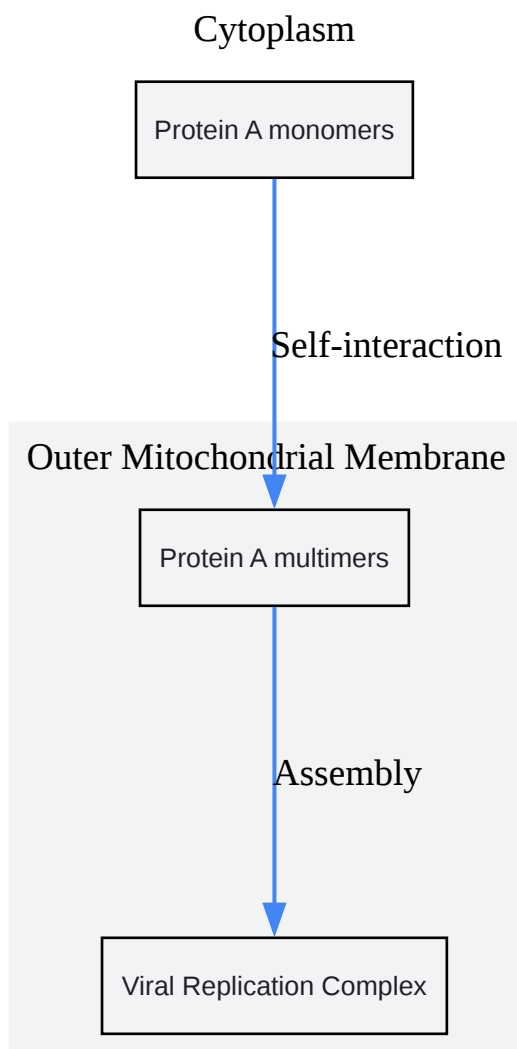 Cytoplasm
Protein A monomers
Self-interaction
Outer Mitochondrial Membrane
Protein A multimers
Assembly
Viral Replication Complex